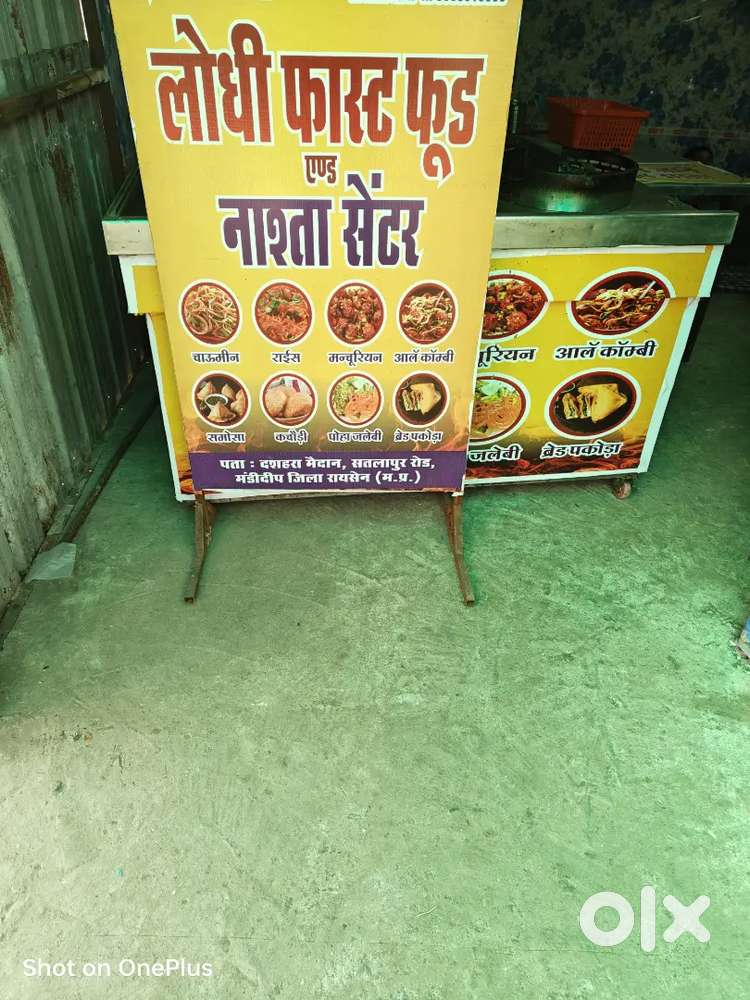 लोधी फास्ट फूड
एण्ड
नाश्ता सेंटर
चाऊमीन राईस मन्चूरियन आलॅ कॉम्बी
समोसा कचौड़ी पोहा जलेबी ब्रेड पकोड़ा
पता : दशहरा मैदान, सतलापुर रोड,
मंडीदीप जिला रायसेन (म.प्र.)
चूरियन आलॅ कॉम्बी
जलेबी ब्रेड पकोड़ा
olx
Shot on OnePlus